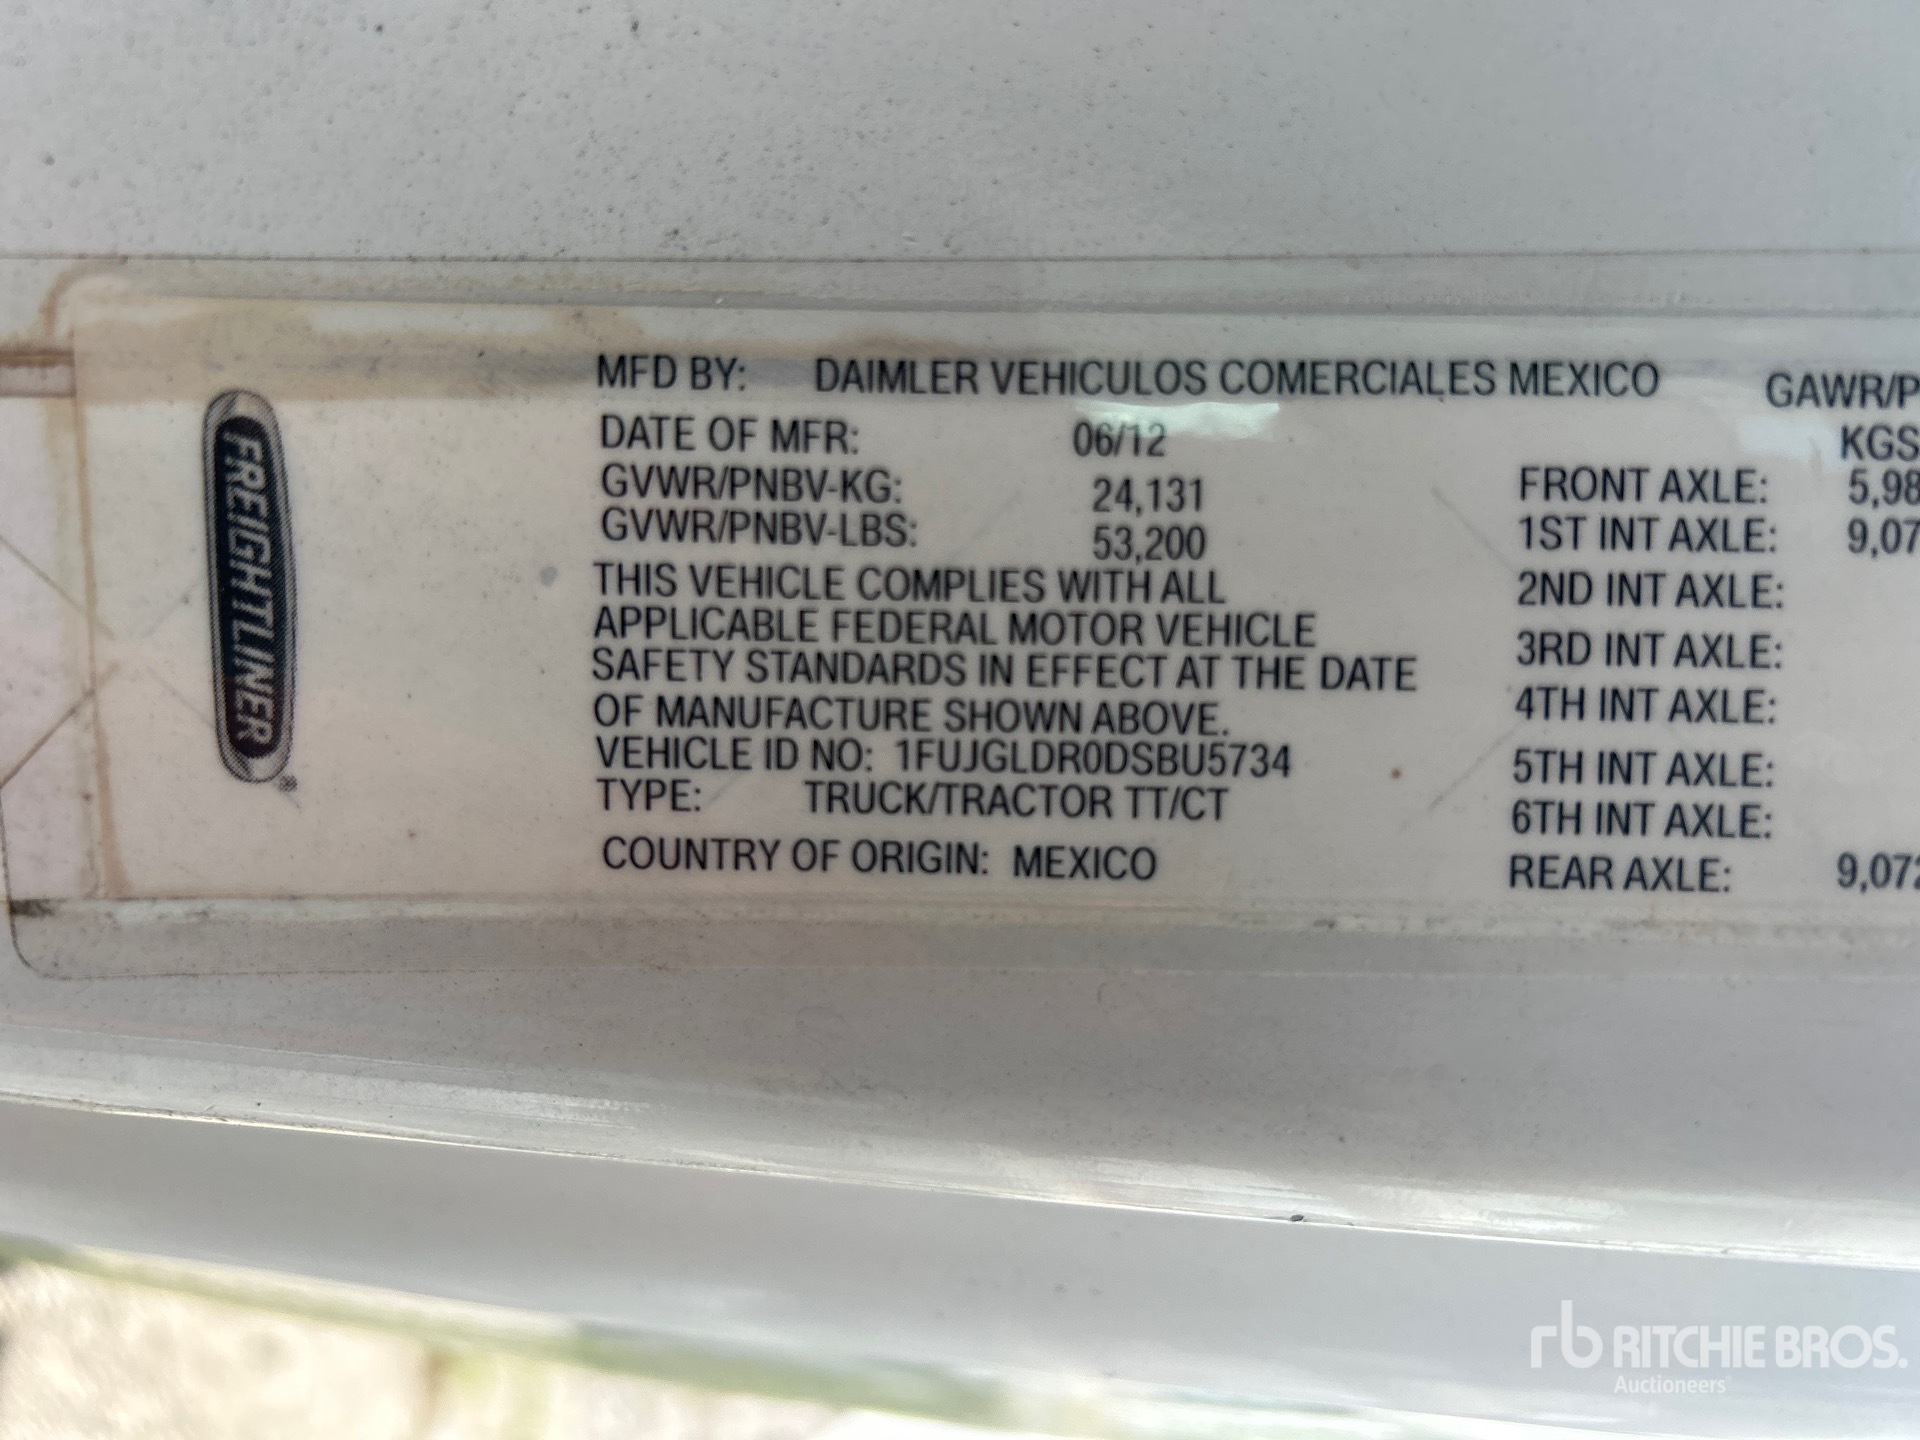 FREIGHTLINER®
MFD BY: DAIMLER VEHICULOS COMERCIALES MEXICO
DATE OF MFR: 06/12
GVWR/PNBV-KG: 24,131
GVWR/PNBV-LBS: 53,200
THIS VEHICLE COMPLIES WITH ALL
APPLICABLE FEDERAL MOTOR VEHICLE
SAFETY STANDARDS IN EFFECT AT THE DATE
OF MANUFACTURE SHOWN ABOVE.
VEHICLE ID NO: 1FUJGLDR0DSBU5734
TYPE: TRUCK/TRACTOR TT/CT
COUNTRY OF ORIGIN: MEXICO
GAWR/P
KGS
FRONT AXLE: 5,98
1ST INT AXLE: 9,07
2ND INT AXLE:
3RD INT AXLE:
4TH INT AXLE:
5TH INT AXLE:
6TH INT AXLE:
REAR AXLE: 9,072
rb RITCHIE BROS.
Auctioneers